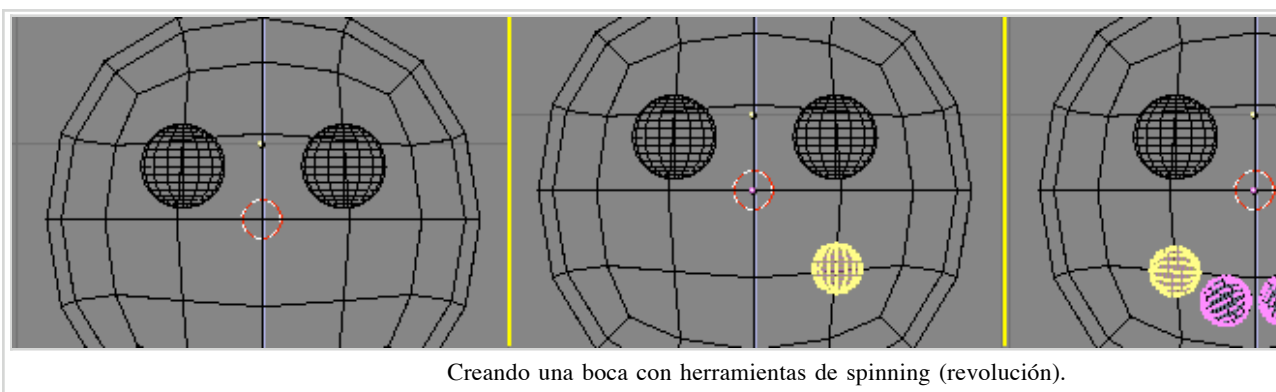 Creando una boca con herramientas de spinning (revolución).